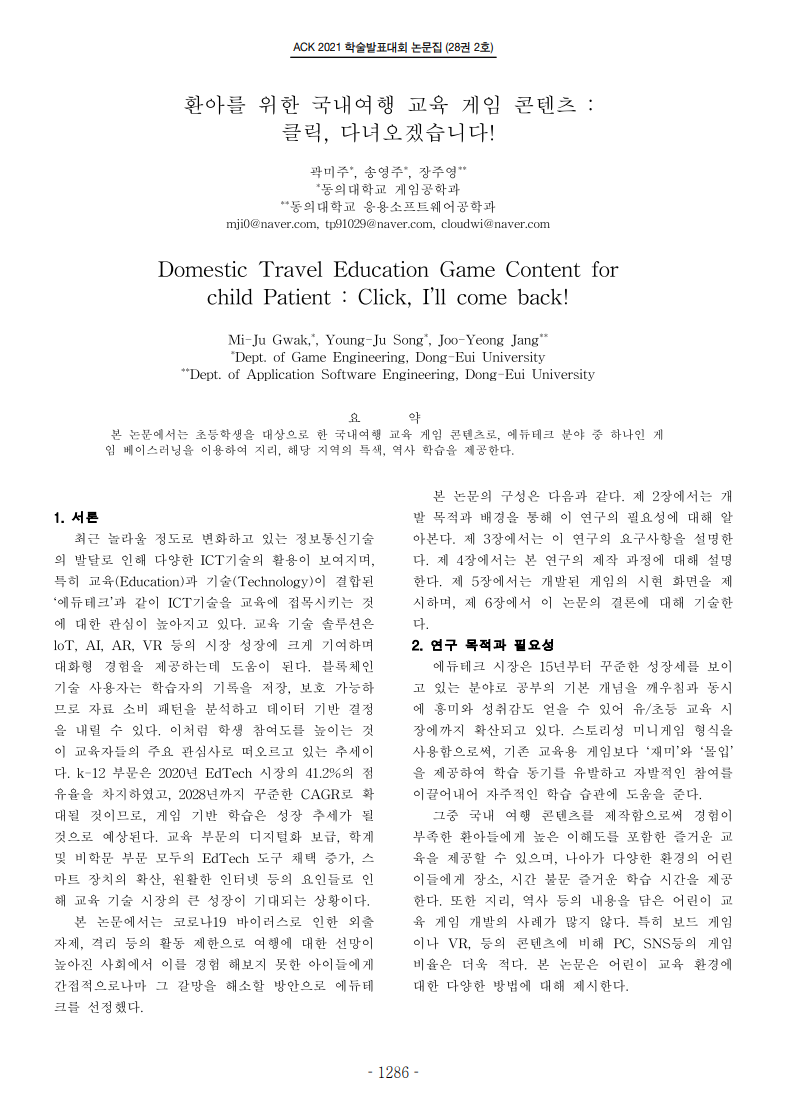 ACK 2021 학술발표대회 논문집 (28권 2호)
환아를 위한 국내여행 교육 게임 콘텐츠 :
클릭, 다녀오겠습니다!
곽미주*, 송영주*, 장주영**
*동의대학교 게임공학과
**동의대학교 응용소프트웨어공학과
mji0@naver.com, tp91029@naver.com, cloudwi@naver.com
Domestic Travel Education Game Content for
child Patient : Click, I'll come back!
Mi-Ju Gwak,*, Young-Ju Song*, Joo-Yeong Jang**
*Dept. of Game Engineering, Dong-Eui University
**Dept. of Application Software Engineering, Dong-Eui University
요 약
본 논문에서는 초등학생을 대상으로 한 국내여행 교육 게임 콘텐츠로, 에듀테크 분야 중 하나인 게
임 베이스러닝을 이용하여 지리, 해당 지역의 특색, 역사 학습을 제공한다.
1. 서론
최근 놀라울 정도로 변화하고 있는 정보통신기술
의 발달로 인해 다양한 ICT기술의 활용이 보여지며,
특히 교육(Education)과 기술(Technology)이 결합된
‘에듀테크’과 같이 ICT기술을 교육에 접목시키는 것
에 대한 관심이 높아지고 있다. 교육 기술 솔루션은
loT, AI, AR, VR 등의 시장 성장에 크게 기여하며
대화형 경험을 제공하는데 도움이 된다. 블록체인
기술 사용자는 학습자의 기록을 저장, 보호 가능하
므로 자료 소비 패턴을 분석하고 데이터 기반 결정
을 내릴 수 있다. 이처럼 학생 참여도를 높이는 것
이 교육자들의 주요 관심사로 떠오르고 있는 추세이
다. k-12 부문은 2020년 EdTech 시장의 41.2%의 점
유율을 차지하였고, 2028년까지 꾸준한 CAGR로 확
대될 것이므로, 게임 기반 학습은 성장 추세가 될
것으로 예상된다. 교육 부문의 디지털화 보급, 학계
및 비학문 부문 모두의 EdTech 도구 채택 증가, 스
마트 장치의 확산, 원활한 인터넷 등의 요인들로 인
해 교육 기술 시장의 큰 성장이 기대되는 상황이다.
본 논문에서는 코로나19 바이러스로 인한 외출
자제, 격리 등의 활동 제한으로 여행에 대한 선망이
높아진 사회에서 이를 경험 해보지 못한 아이들에게
간접적으로나마 그 갈망을 해소할 방안으로 에듀테
크를 선정했다.
본 논문의 구성은 다음과 같다. 제 2장에서는 개
발 목적과 배경을 통해 이 연구의 필요성에 대해 알
아본다. 제 3장에서는 이 연구의 요구사항을 설명한
다. 제 4장에서는 본 연구의 제작 과정에 대해 설명
한다. 제 5장에서는 개발된 게임의 시현 화면을 제
시하며, 제 6장에서 이 논문의 결론에 대해 기술한
다.
2. 연구 목적과 필요성
에듀테크 시장은 15년부터 꾸준한 성장세를 보이
고 있는 분야로 공부의 기본 개념을 깨우침과 동시
에 흥미와 성취감도 얻을 수 있어 유/초등 교육 시
장에까지 확산되고 있다. 스토리성 미니게임 형식을
사용함으로써, 기존 교육용 게임보다 ‘재미’와 ‘몰입’
을 제공하여 학습 동기를 유발하고 자발적인 참여를
이끌어내어 자주적인 학습 습관에 도움을 준다.
그중 국내 여행 콘텐츠를 제작함으로써 경험이
부족한 환아들에게 높은 이해도를 포함한 즐거운 교
육을 제공할 수 있으며, 나아가 다양한 환경의 어린
이들에게 장소, 시간 불문 즐거운 학습 시간을 제공
한다. 또한 지리, 역사 등의 내용을 담은 어린이 교
육 게임 개발의 사례가 많지 않다. 특히 보드 게임
이나 VR, 등의 콘텐츠에 비해 PC, SNS등의 게임
비율은 더욱 적다. 본 논문은 어린이 교육 환경에
대한 다양한 방법에 대해 제시한다.
- 1286 -